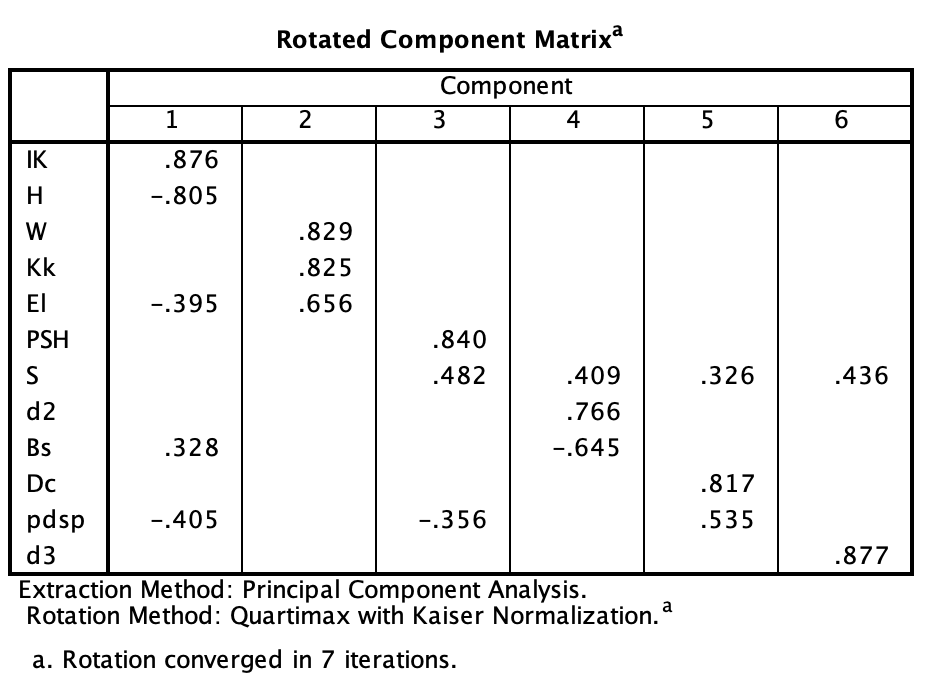 Rotated Component Matrixa
Component
1 2 3 4 5 6
IK .876
H -.805
W .829
Kk .825
El -.395 .656
PSH .840
S .482 .409 .326 .436
d2 .766
Bs .328 -.645
Dc .817
pdsp -.405 -.356 .535
d3 .877
Extraction Method: Principal Component Analysis.
Rotation Method: Quartimax with Kaiser Normalization.a
a. Rotation converged in 7 iterations.